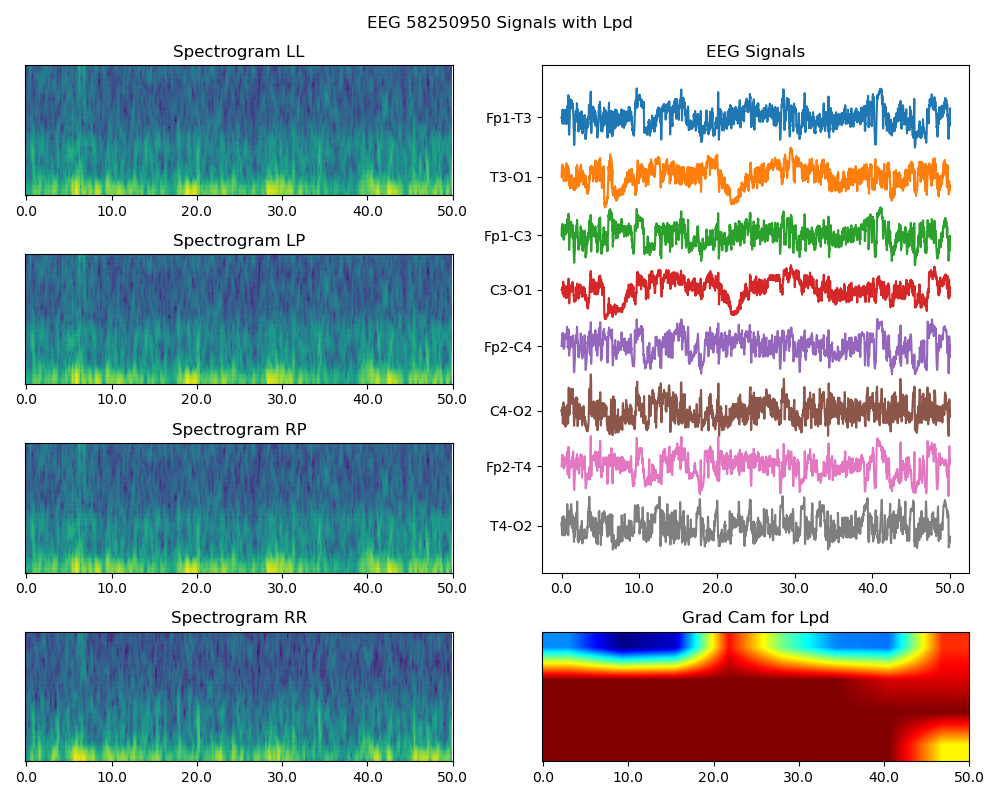 EEG 58250950 Signals with Lpd
Spectrogram LL
0.0 10.0 20.0 30.0 40.0 50.0
Spectrogram LP
0.0 10.0 20.0 30.0 40.0 50.0
Spectrogram RP
0.0 10.0 20.0 30.0 40.0 50.0
Spectrogram RR
0.0 10.0 20.0 30.0 40.0 50.0
EEG Signals
Fp1-T3
T3-O1
Fp1-C3
C3-O1
Fp2-C4
C4-O2
Fp2-T4
T4-O2
0.0 10.0 20.0 30.0 40.0 50.0
Grad Cam for Lpd
0.0 10.0 20.0 30.0 40.0 50.0